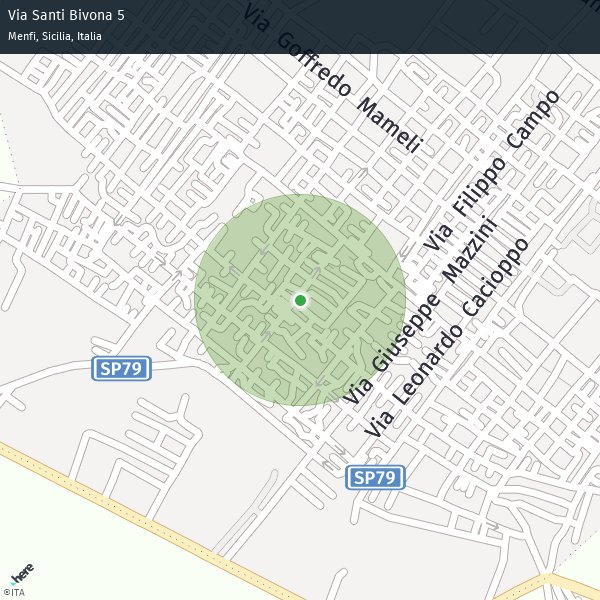 Via Santi Bivona 5
Menfi, Sicilia, Italia
Via Goffredo Mameli
Via Filippo Campo
Via Giuseppe Mazzini
Via Leonardo Cacioppo
SP79
SP79
here
©ITA